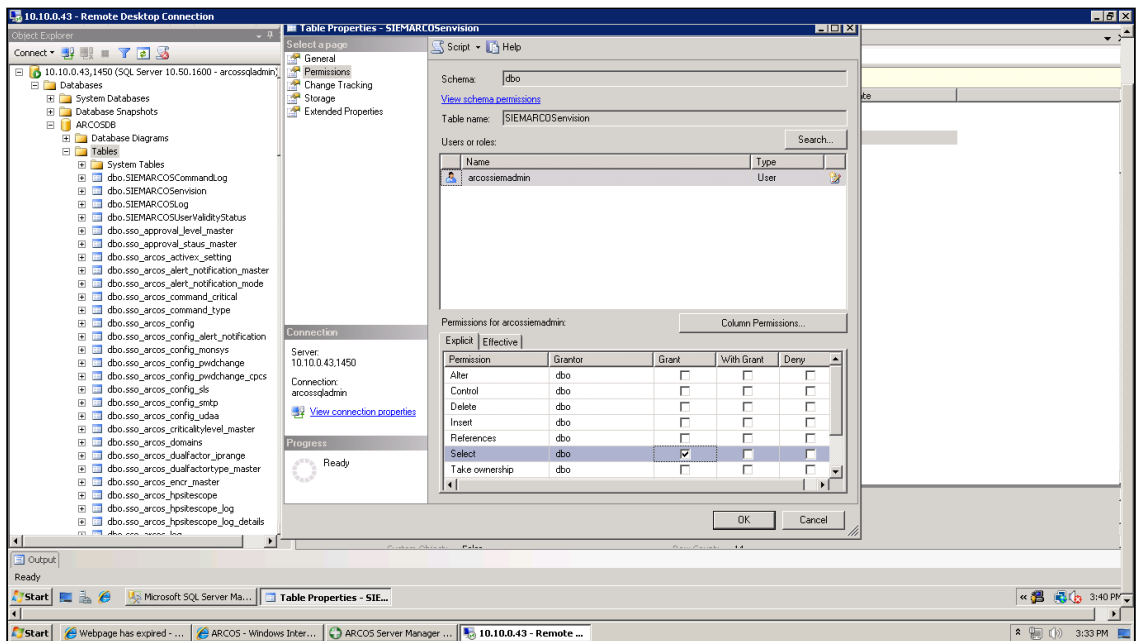 10.10.0.43 - Remote Desktop Connection
Object Explorer
Connect
10.10.0.43,1450 (SQL Server 10.50.1600 - arcossqladmin)
Databases
System Databases
Database Snapshots
ARCOSDB
Database Diagrams
Tables
System Tables
dbo.SIEMARCOSCommandLog
dbo.SIEMARCOSenvision
dbo.SIEMARCOSLog
dbo.SIEMARCOSUserValidityStatus
dbo.sso_approval_level_master
dbo.sso_approval_staus_master
dbo.sso_arcos_activex_setting
dbo.sso_arcos_alert_notification_master
dbo.sso_arcos_alert_notification_mode
dbo.sso_arcos_command_critical
dbo.sso_arcos_command_type
dbo.sso_arcos_config
dbo.sso_arcos_config_alert_notification
dbo.sso_arcos_config_monsys
dbo.sso_arcos_config_pwdchange
dbo.sso_arcos_config_pwdchange_cpcs
dbo.sso_arcos_config_sls
dbo.sso_arcos_config_smtp
dbo.sso_arcos_config_udaa
dbo.sso_arcos_criticalitylevel_master
dbo.sso_arcos_domains
dbo.sso_arcos_dualfactor_iprange
dbo.sso_arcos_dualfactortype_master
dbo.sso_arcos_encr_master
dbo.sso_arcos_hpsitescope
dbo.sso_arcos_hpsitescope_log
dbo.sso_arcos_hpsitescope_log_details
dbo.sso_arcos_log
Table Properties - SIEMARCOSenvision
Select a page
General
Permissions
Change Tracking
Storage
Extended Properties
Connection
Server:
10.10.0.43,1450
Connection:
arcossqladmin
View connection properties
Progress
Ready
Script Help
Schema: dbo
View schema permissions
Table name: SIEMARCOSenvision
Users or roles: Search...
Name Type
arcossiemadmin User
Permissions for arcossiemadmin: Column Permissions...
Explicit Effective
Permission Grantor Grant With Grant Deny
Alter dbo
Control dbo
Delete dbo
Insert dbo
References dbo
Select dbo
Take ownership dbo
OK Cancel
Output
Ready
Start Microsoft SQL Server Ma... Table Properties - SIE... 3:40 PM
Start Webpage has expired - ... ARCOS - Windows Inter... ARCOS Server Manager ... 10.10.0.43 - Remote ... 3:33 PM